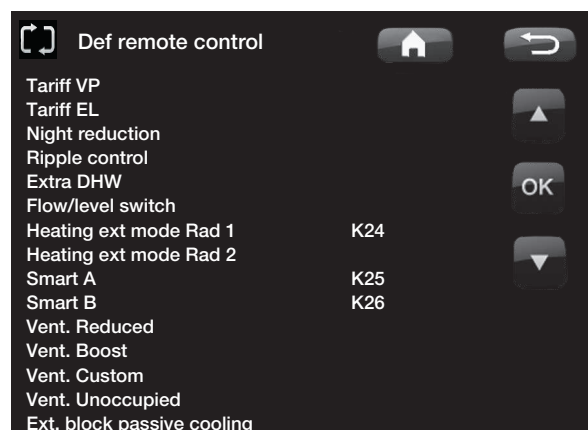 Def remote control
Tariff VP
Tariff EL
Night reduction
Ripple control
Extra DHW
OK
Flow/level switch
Heating ext mode Rad 1 K24
Heating ext mode Rad 2
Smart A K25
Smart B K26
Vent. Reduced
Vent. Boost
Vent. Custom
Vent. Unoccupied
Ext. block passive cooling